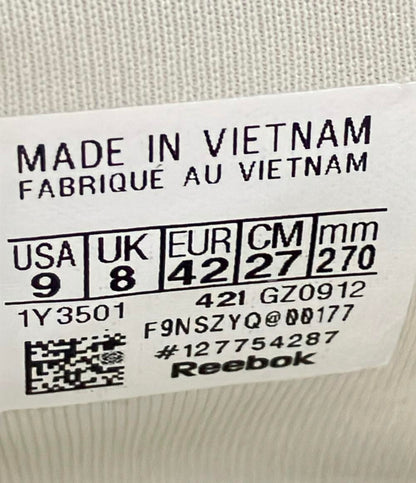 MADE IN VIETNAM
FABRIQUÉ AU VIETNAM
USA UK EUR CM mm
9 8 42 27 270
1Y3501 421 GZ0912
F9NSZYQ@00177
#127754287
Reebok